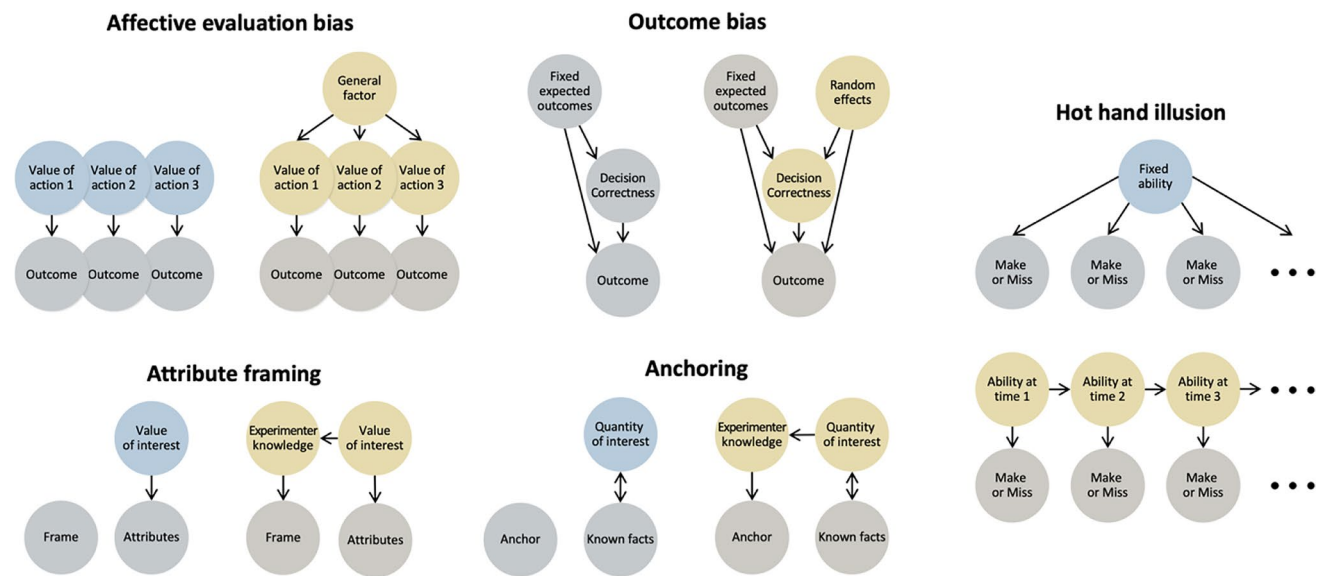 Affective evaluation bias
General
factor
Value of
action 1
Value of
action 2
Value of
action 3
Value of
action 1
Value of
action 2
Value of
action 3
Outcome
Outcome
Outcome
Outcome
Outcome
Outcome
Outcome bias
Fixed
expected
outcomes
Decision
Correctness
Outcome
Fixed
expected
outcomes
Random
effects
Decision
Correctness
Outcome
Hot hand illusion
Fixed
ability
Make
or Miss
Make
or Miss
Make
or Miss
Ability at
time 1
Ability at
time 2
Ability at
time 3
Make
or Miss
Make
or Miss
Make
or Miss
Attribute framing
Value
of interest
Frame
Attributes
Experimenter
knowledge
Value
of interest
Frame
Attributes
Anchoring
Quantity
of interest
Anchor
Known facts
Experimenter
knowledge
Quantity
of interest
Anchor
Known facts